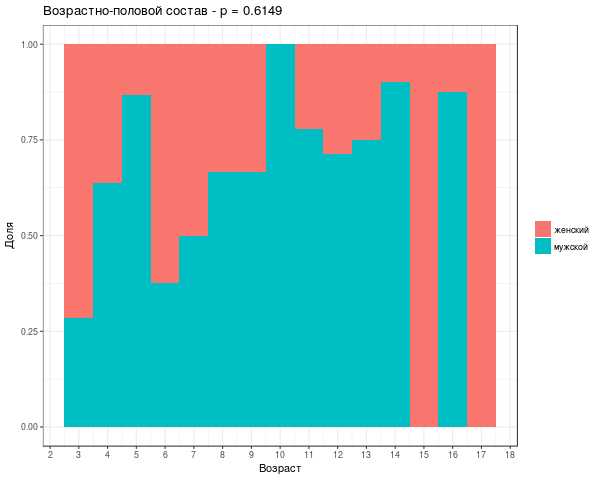 Возрастно-половой состав - p = 0.6149
1.00
0.75
0.50
0.25
0.00
Доля
2 3 4 5 6 7 8 9 10 11 12 13 14 15 16 17 18
Возраст
женский
мужской